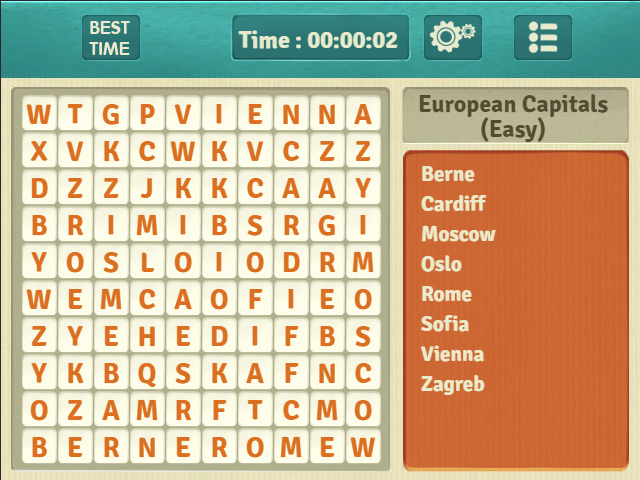 BEST
TIME
Time : 00:00:02
European Capitals
(Easy)
W T G P V I E N N A
X V K C W K V C Z Z
D Z Z J K K C A A Y
B R I M I B S R G I
Y O S L O I O D R M
W E M C A O F I E O
Z Y E H E D I F B S
Y K B Q S K A F N C
O Z A M R F T C M O
B E R N E R O M E W
Berne
Cardiff
Moscow
Oslo
Rome
Sofia
Vienna
Zagreb